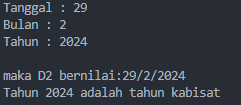 Tanggal : 29
Bulan : 2
Tahun : 2024
maka D2 bernilai:29/2/2024
Tahun 2024 adalah tahun kabisat